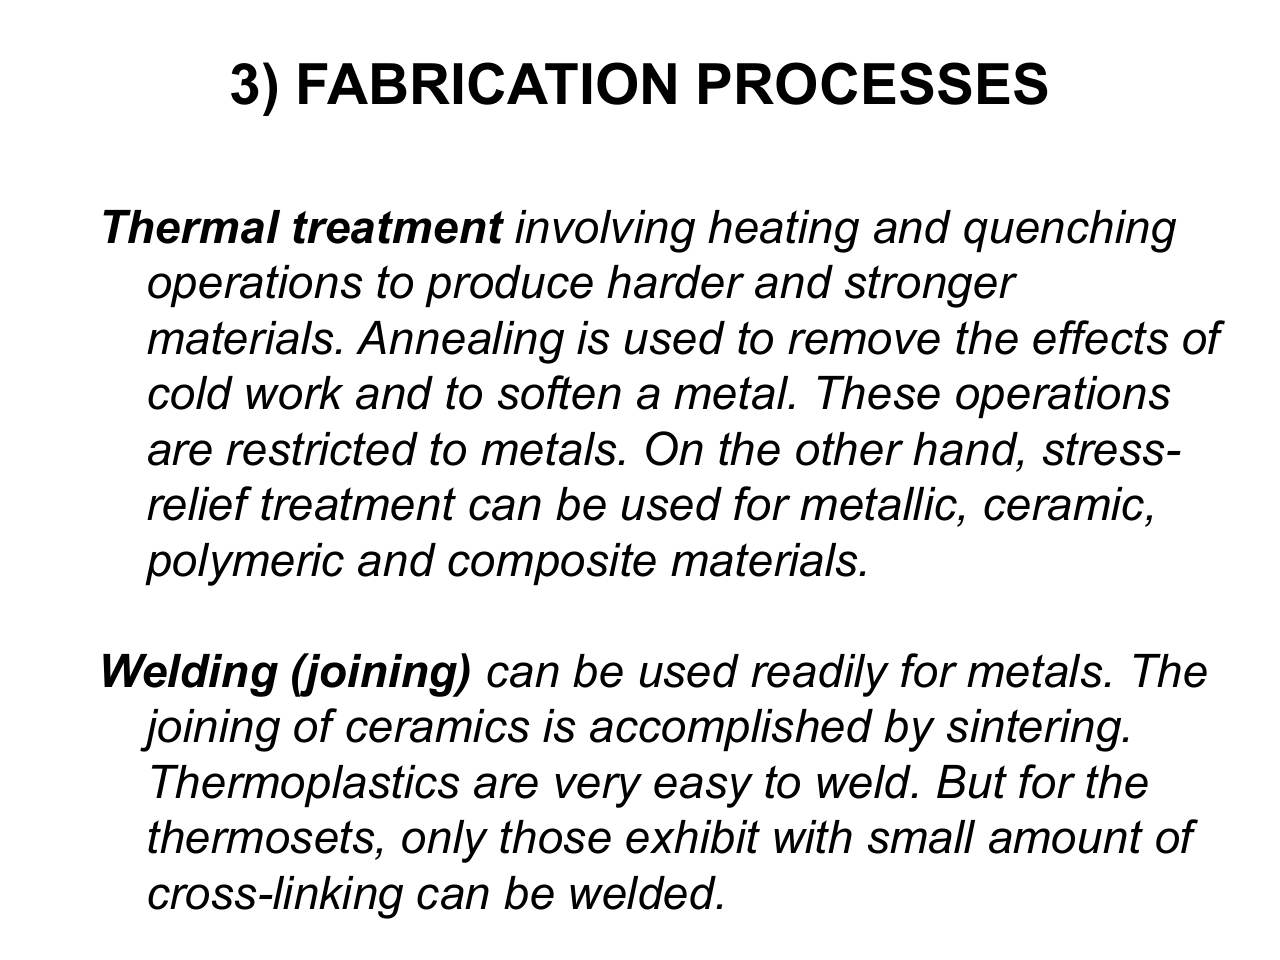 3) FABRICATION PROCESSES
Thermal treatment involving heating and quenching
operations to produce harder and stronger
materials. Annealing is used to remove the effects of
cold work and to soften a metal. These operations
are restricted to metals. On the other hand, stress-
relief treatment can be used for metallic, ceramic,
polymeric and composite materials.
Welding (joining) can be used readily for metals. The
joining of ceramics is accomplished by sintering.
Thermoplastics are very easy to weld. But for the
thermosets, only those exhibit with small amount of
cross-linking can be welded.